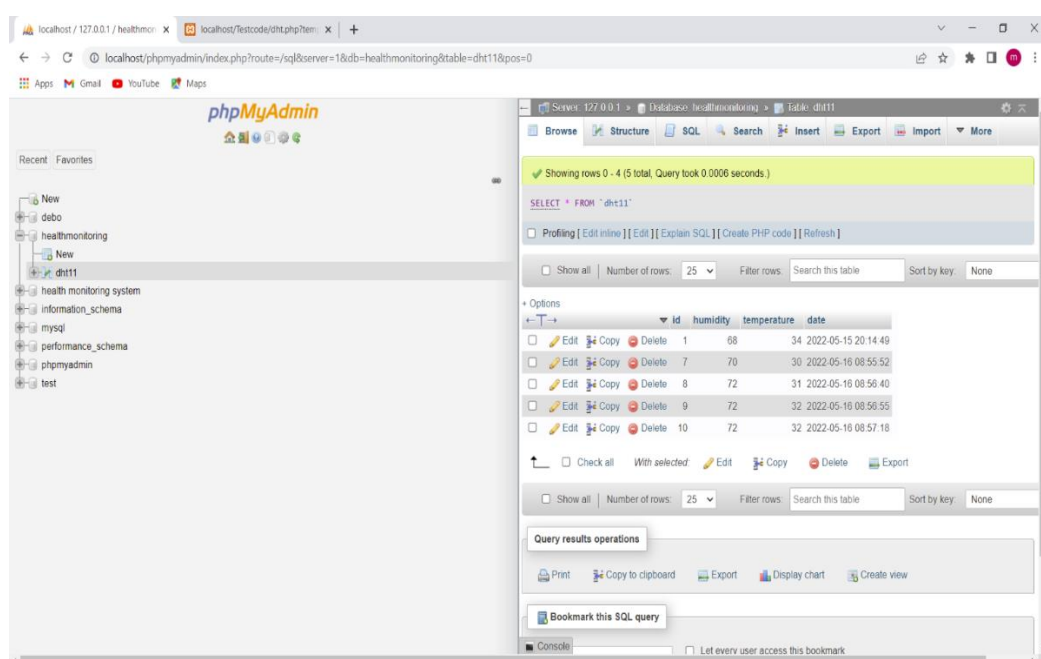 localhost / 127.0.0.1 / healthmon
localhost/Testcode/dht.php?tem
localhost/phpmyadmin/index.php?route=/sql&server=1&db=healthmonitoring&table=dht11&pos=0
m
Apps Gmail YouTube Maps
phpMyAdmin
Recent Favorites
New
debo
healthmonitoring
New
dht11
health monitoring system
information_schema
mysql
performance_schema
phpmyadmin
test
Server: 127.0.0.1 » Database: healthmonitoring » Table: dht11
Browse Structure SQL Search Insert Export Import More
Showing rows 0 - 4 (5 total, Query took 0.0006 seconds.)
SELECT * FROM `dht11`
Profiling [ Edit inline ] [ Edit ] [ Explain SQL ] [ Create PHP code ] [ Refresh ]
Show all | Number of rows: 25 Filter rows: Search this table Sort by key: None
+ Options
←T→ id humidity temperature date
Edit Copy Delete 1 68 34 2022-05-15 20:14:49
Edit Copy Delete 7 70 30 2022-05-16 08:55:52
Edit Copy Delete 8 72 31 2022-05-16 08:56:40
Edit Copy Delete 9 72 32 2022-05-16 08:56:55
Edit Copy Delete 10 72 32 2022-05-16 08:57:18
Check all With selected: Edit Copy Delete Export
Show all | Number of rows: 25 Filter rows: Search this table Sort by key: None
Query results operations
Print Copy to clipboard Export Display chart Create view
Bookmark this SQL query
Console
Let every user access this bookmark